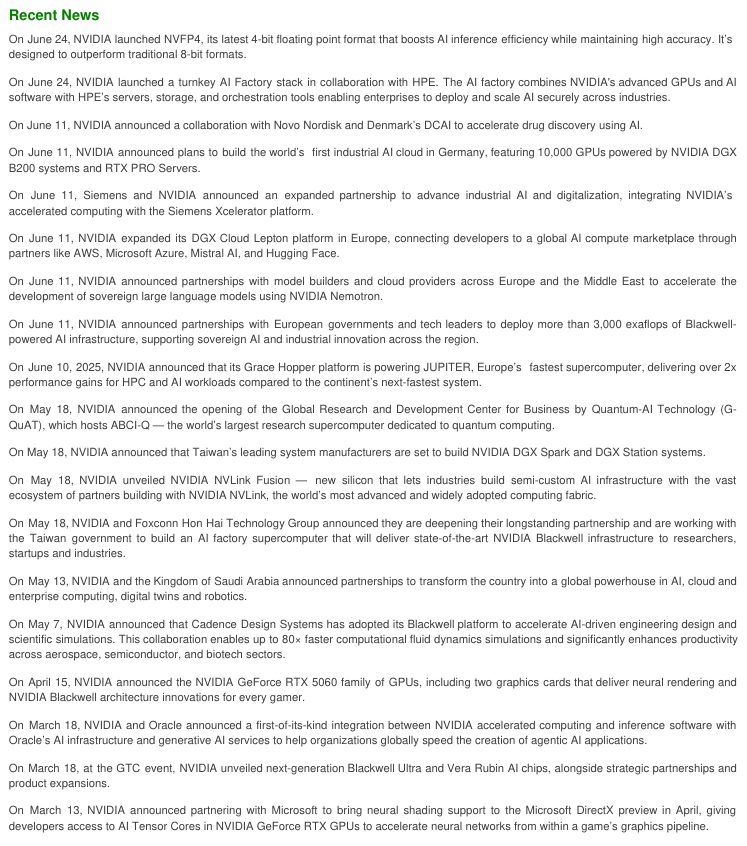 Recent News
On June 24, NVIDIA launched NVFP4, its latest 4-bit floating point format that boosts AI inference efficiency while maintaining high accuracy. It’s
designed to outperform traditional 8-bit formats.
On June 24, NVIDIA launched a turnkey AI Factory stack in collaboration with HPE. The AI factory combines NVIDIA's advanced GPUs and AI
software with HPE’s servers, storage, and orchestration tools enabling enterprises to deploy and scale AI securely across industries.
On June 11, NVIDIA announced a collaboration with Novo Nordisk and Denmark’s DCAI to accelerate drug discovery using AI.
On June 11, NVIDIA announced plans to build the world’s first industrial AI cloud in Germany, featuring 10,000 GPUs powered by NVIDIA DGX
B200 systems and RTX PRO Servers.
On June 11, Siemens and NVIDIA announced an expanded partnership to advance industrial AI and digitalization, integrating NVIDIA’s
accelerated computing with the Siemens Xcelerator platform.
On June 11, NVIDIA expanded its DGX Cloud Lepton platform in Europe, connecting developers to a global AI compute marketplace through
partners like AWS, Microsoft Azure, Mistral AI, and Hugging Face.
On June 11, NVIDIA announced partnerships with model builders and cloud providers across Europe and the Middle East to accelerate the
development of sovereign large language models using NVIDIA Nemotron.
On June 11, NVIDIA announced partnerships with European governments and tech leaders to deploy more than 3,000 exaflops of Blackwell-
powered AI infrastructure, supporting sovereign AI and industrial innovation across the region.
On June 10, 2025, NVIDIA announced that its Grace Hopper platform is powering JUPITER, Europe’s fastest supercomputer, delivering over 2x
performance gains for HPC and AI workloads compared to the continent’s next-fastest system.
On May 18, NVIDIA announced the opening of the Global Research and Development Center for Business by Quantum-AI Technology (G-
QuAT), which hosts ABCI-Q — the world’s largest research supercomputer dedicated to quantum computing.
On May 18, NVIDIA announced that Taiwan’s leading system manufacturers are set to build NVIDIA DGX Spark and DGX Station systems.
On May 18, NVIDIA unveiled NVIDIA NVLink Fusion — new silicon that lets industries build semi-custom AI infrastructure with the vast
ecosystem of partners building with NVIDIA NVLink, the world’s most advanced and widely adopted computing fabric.
On May 18, NVIDIA and Foxconn Hon Hai Technology Group announced they are deepening their longstanding partnership and are working with
the Taiwan government to build an AI factory supercomputer that will deliver state-of-the-art NVIDIA Blackwell infrastructure to researchers,
startups and industries.
On May 13, NVIDIA and the Kingdom of Saudi Arabia announced partnerships to transform the country into a global powerhouse in AI, cloud and
enterprise computing, digital twins and robotics.
On May 7, NVIDIA announced that Cadence Design Systems has adopted its Blackwell platform to accelerate AI-driven engineering design and
scientific simulations. This collaboration enables up to 80× faster computational fluid dynamics simulations and significantly enhances productivity
across aerospace, semiconductor, and biotech sectors.
On April 15, NVIDIA announced the NVIDIA GeForce RTX 5060 family of GPUs, including two graphics cards that deliver neural rendering and
NVIDIA Blackwell architecture innovations for every gamer.
On March 18, NVIDIA and Oracle announced a first-of-its-kind integration between NVIDIA accelerated computing and inference software with
Oracle’s AI infrastructure and generative AI services to help organizations globally speed the creation of agentic AI applications.
On March 18, at the GTC event, NVIDIA unveiled next-generation Blackwell Ultra and Vera Rubin AI chips, alongside strategic partnerships and
product expansions.
On March 13, NVIDIA announced partnering with Microsoft to bring neural shading support to the Microsoft DirectX preview in April, giving
developers access to AI Tensor Cores in NVIDIA GeForce RTX GPUs to accelerate neural networks from within a game’s graphics pipeline.